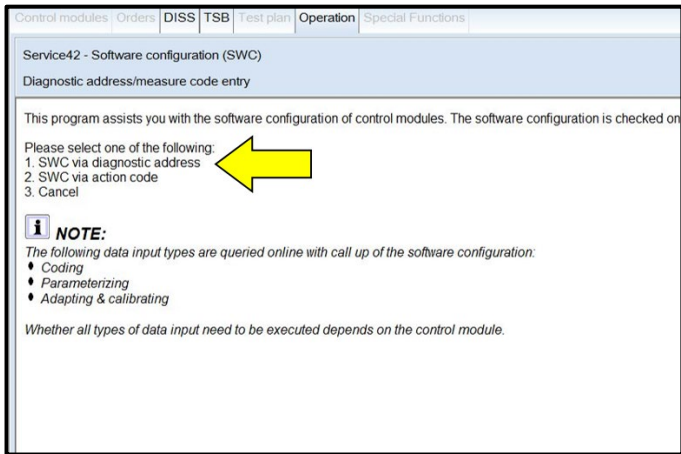 Control modules Orders DISS TSB Test plan Operation Special Functions
Service42 - Software configuration (SWC)
Diagnostic address/measure code entry
This program assists you with the software configuration of control modules. The software configuration is checked on
Please select one of the following:
1. SWC via diagnostic address
2. SWC via action code
3. Cancel
i NOTE:
The following data input types are queried online with call up of the software configuration:
• Coding
• Parameterizing
• Adapting & calibrating
Whether all types of data input need to be executed depends on the control module.